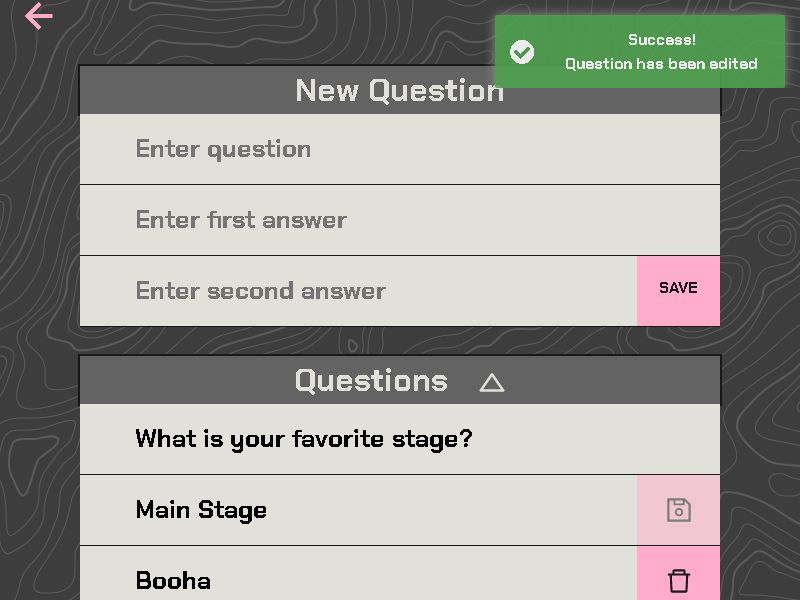 Success!
Question has been edited
New Question
Enter question
Enter first answer
Enter second answer
SAVE
Questions
What is your favorite stage?
Main Stage
Booha